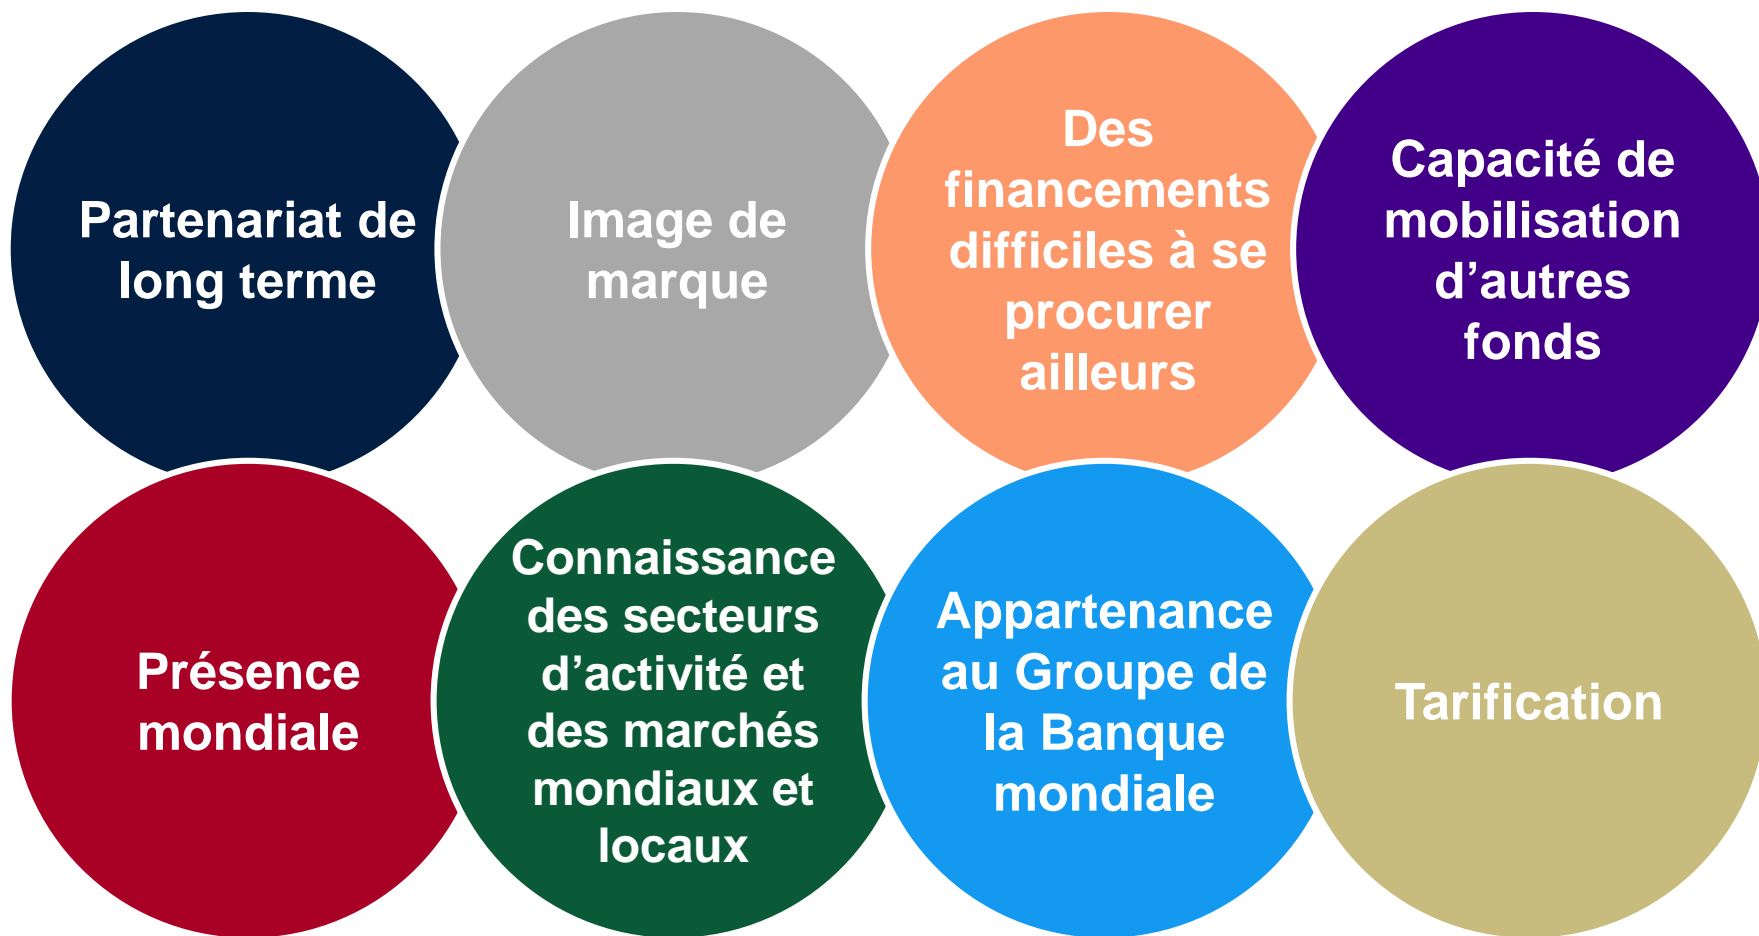 Partenariat de
long terme
Image de
marque
Des
financements
difficiles à se
procurer
ailleurs
Capacité de
mobilisation
d’autres
fonds
Présence
mondiale
Connaissance
des secteurs
d’activité et
des marchés
mondiaux et
locaux
Appartenance
au Groupe de
la Banque
mondiale
Tarification